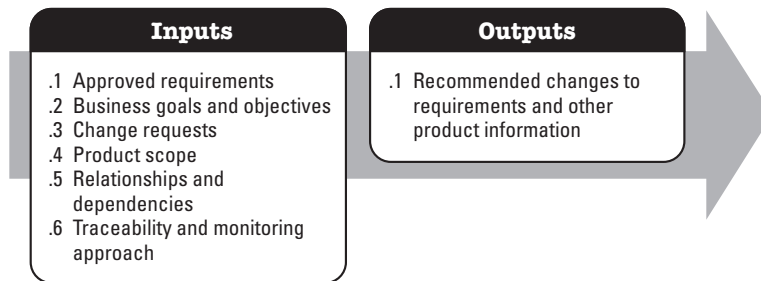 Inputs
.1 Approved requirements
.2 Business goals and objectives
.3 Change requests
.4 Product scope
.5 Relationships and
dependencies
.6 Traceability and monitoring
approach
Outputs
.1 Recommended changes to
requirements and other
product information